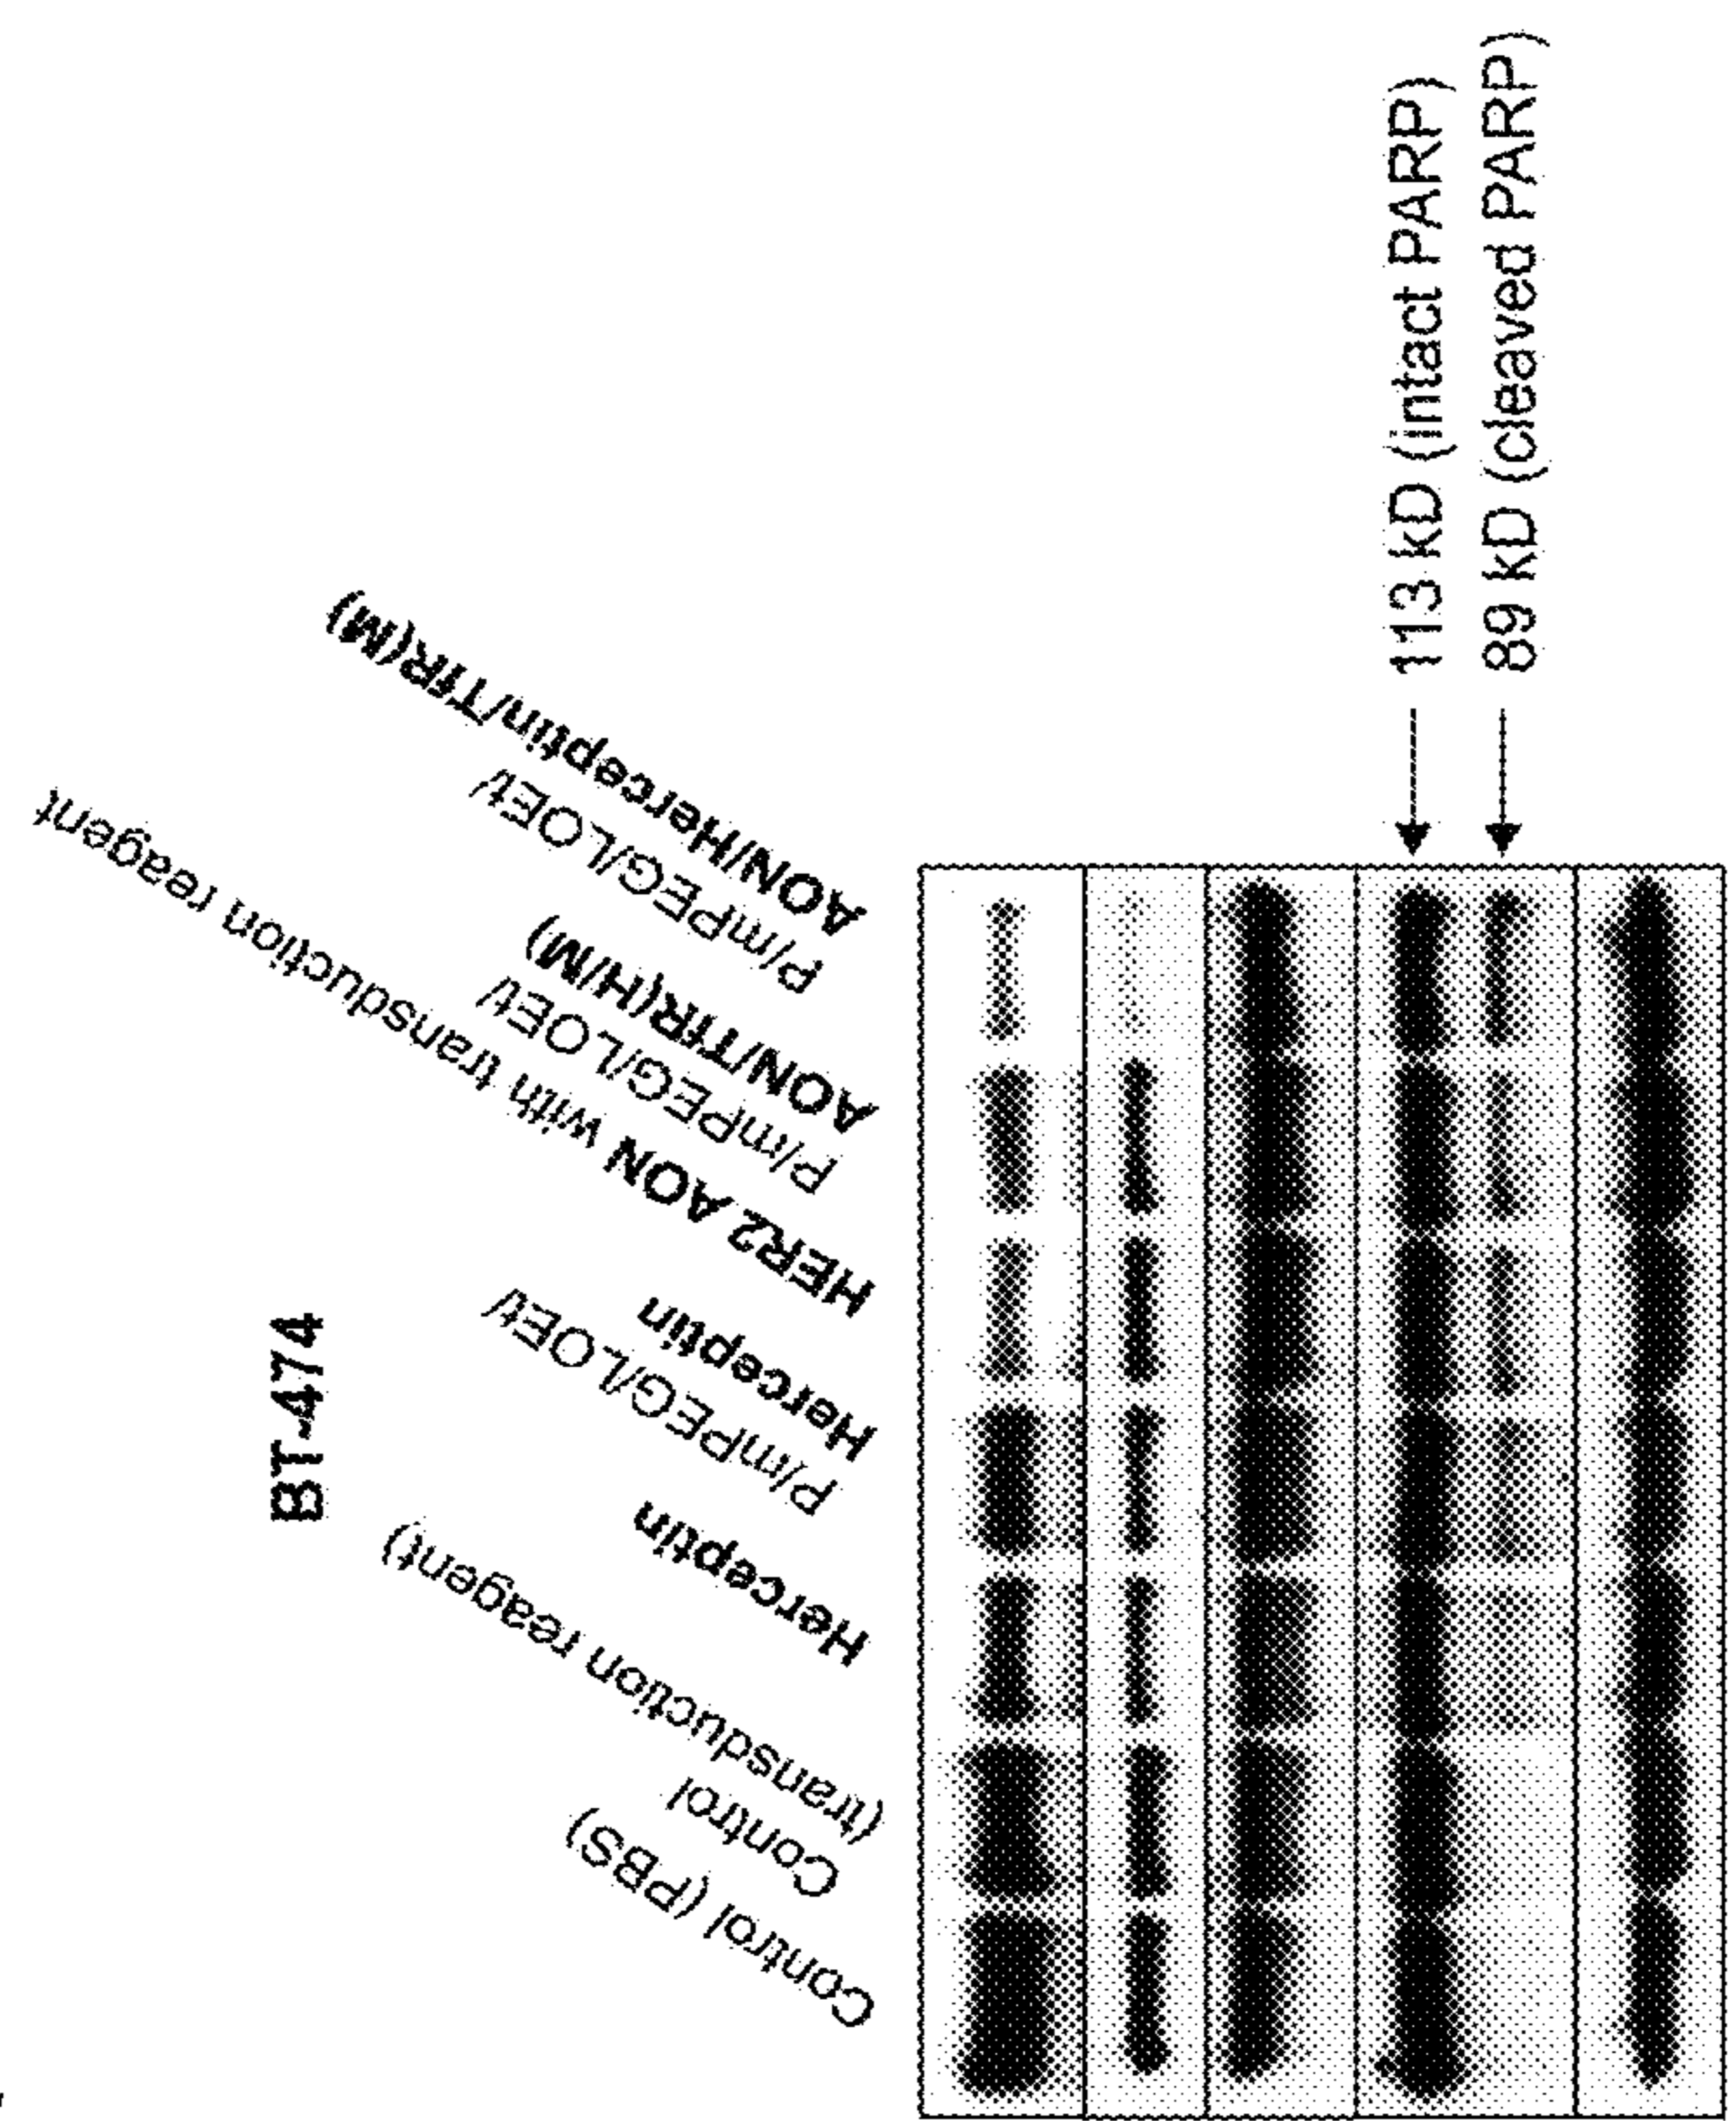 BT-474
Control (PBS)
Control
(transduction reagent)
Herceptin
P/mPEG/LOEt/
Herceptin
HER2 AON with transduction reagent
P/mPEG/LOEt/
AON/TfR(H/M)
P/mPEG/LOEt/
AON/Herceptin/TfR(M)
113 kD (intact PARP)
89 kD (cleaved PARP)